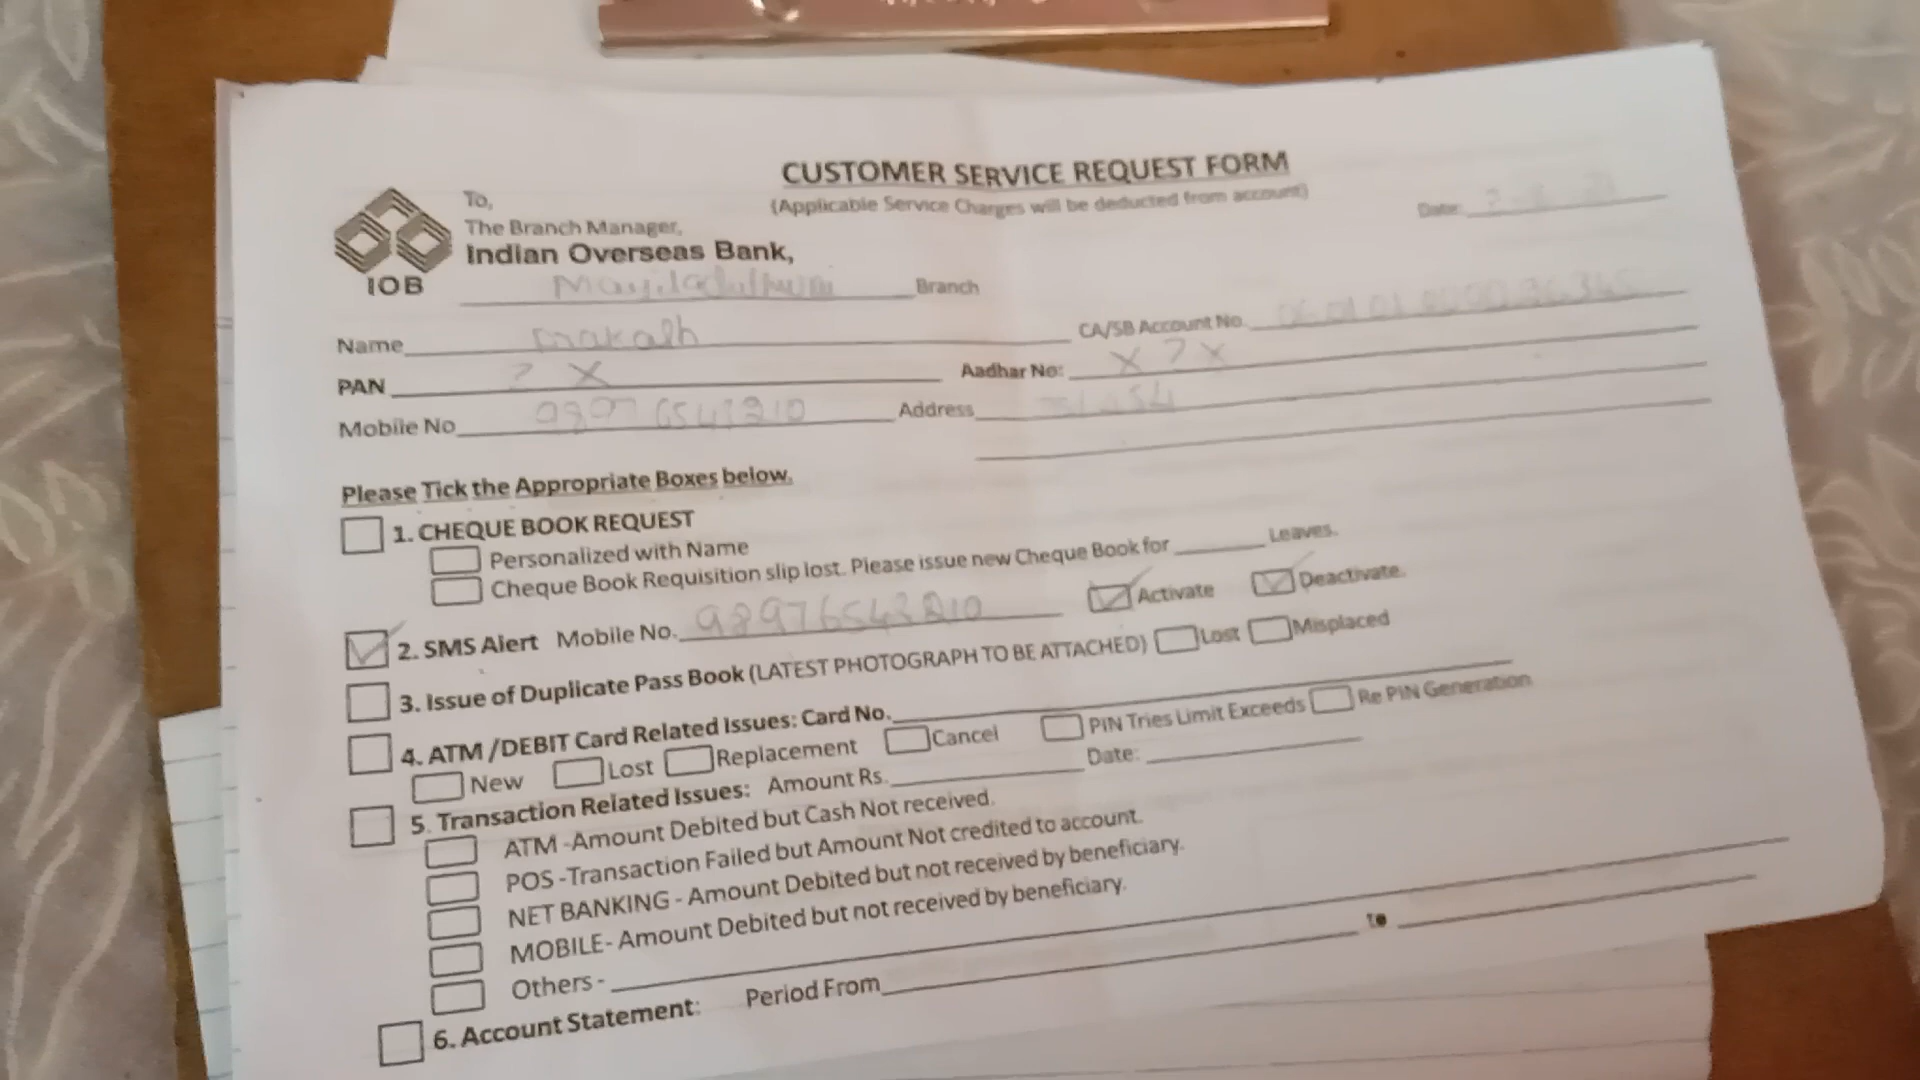 CUSTOMER SERVICE REQUEST FORM
(Applicable Service Charges will be deducted from account)
Date:
To,
The Branch Manager,
Indian Overseas Bank,
IOB
Branch
Name
CA/SB Account No.
PAN ? X
Aadhar No: X ? X
Mobile No
Address
Please Tick the Appropriate Boxes below.
1. CHEQUE BOOK REQUEST
Personalized with Name
Cheque Book Requisition slip lost. Please issue new Cheque Book for Leaves.
2. SMS Alert Mobile No. Activate Deactivate.
3. Issue of Duplicate Pass Book (LATEST PHOTOGRAPH TO BE ATTACHED) Lost Misplaced
4. ATM /DEBIT Card Related Issues: Card No.
New Lost Replacement Cancel PIN Tries Limit Exceeds Re PIN Generation
5. Transaction Related Issues: Amount Rs. Date:
ATM -Amount Debited but Cash Not received.
POS -Transaction Failed but Amount Not credited to account.
NET BANKING - Amount Debited but not received by beneficiary.
MOBILE- Amount Debited but not received by beneficiary.
Others -
6. Account Statement: Period From to